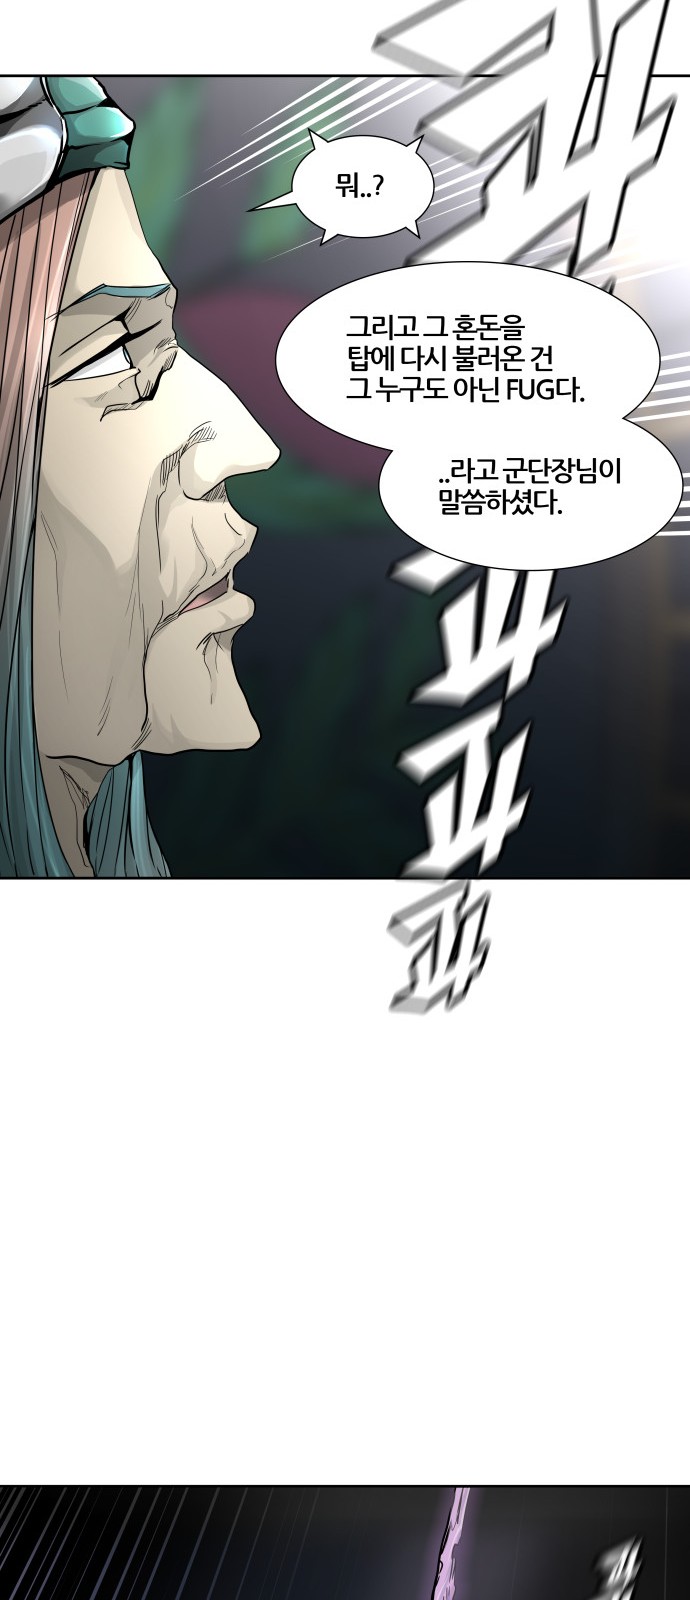 콰
뭐..?
그리고 그 혼돈을
탑에 다시 불러온 건
그 누구도 아닌 FUG다.
..라고 군단장님이
말씀하셨다.
콰
콰
콰
콰